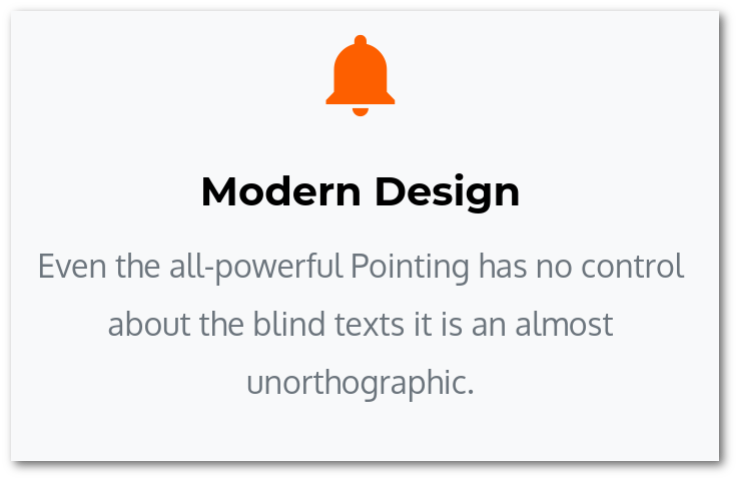 Modern Design
Even the all-powerful Pointing has no control
about the blind texts it is an almost
unorthographic.